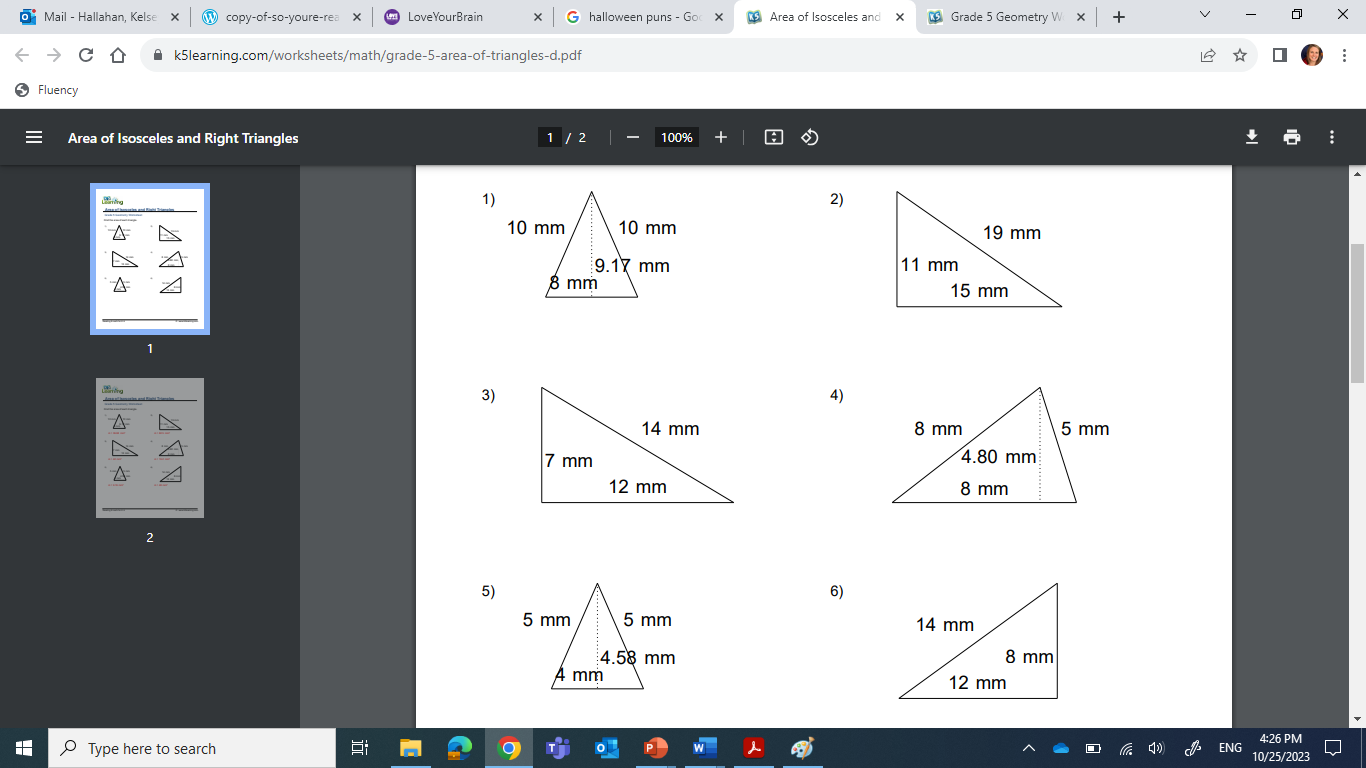 Mail - Hallahan, Kelse
copy-of-so-youre-rea
LoveYourBrain
halloween puns - Goo
Area of Isosceles and
Grade 5 Geometry W
k5learning.com/worksheets/math/grade-5-area-of-triangles-d.pdf
Fluency
Area of Isosceles and Right Triangles
1 / 2
100%
1
2
1)
10 mm
10 mm
9.17 mm
8 mm
2)
19 mm
11 mm
15 mm
3)
14 mm
7 mm
12 mm
4)
8 mm
5 mm
4.80 mm
8 mm
5)
5 mm
5 mm
4.58 mm
4 mm
6)
14 mm
8 mm
12 mm
Type here to search
ENG
4:26 PM
10/25/2023